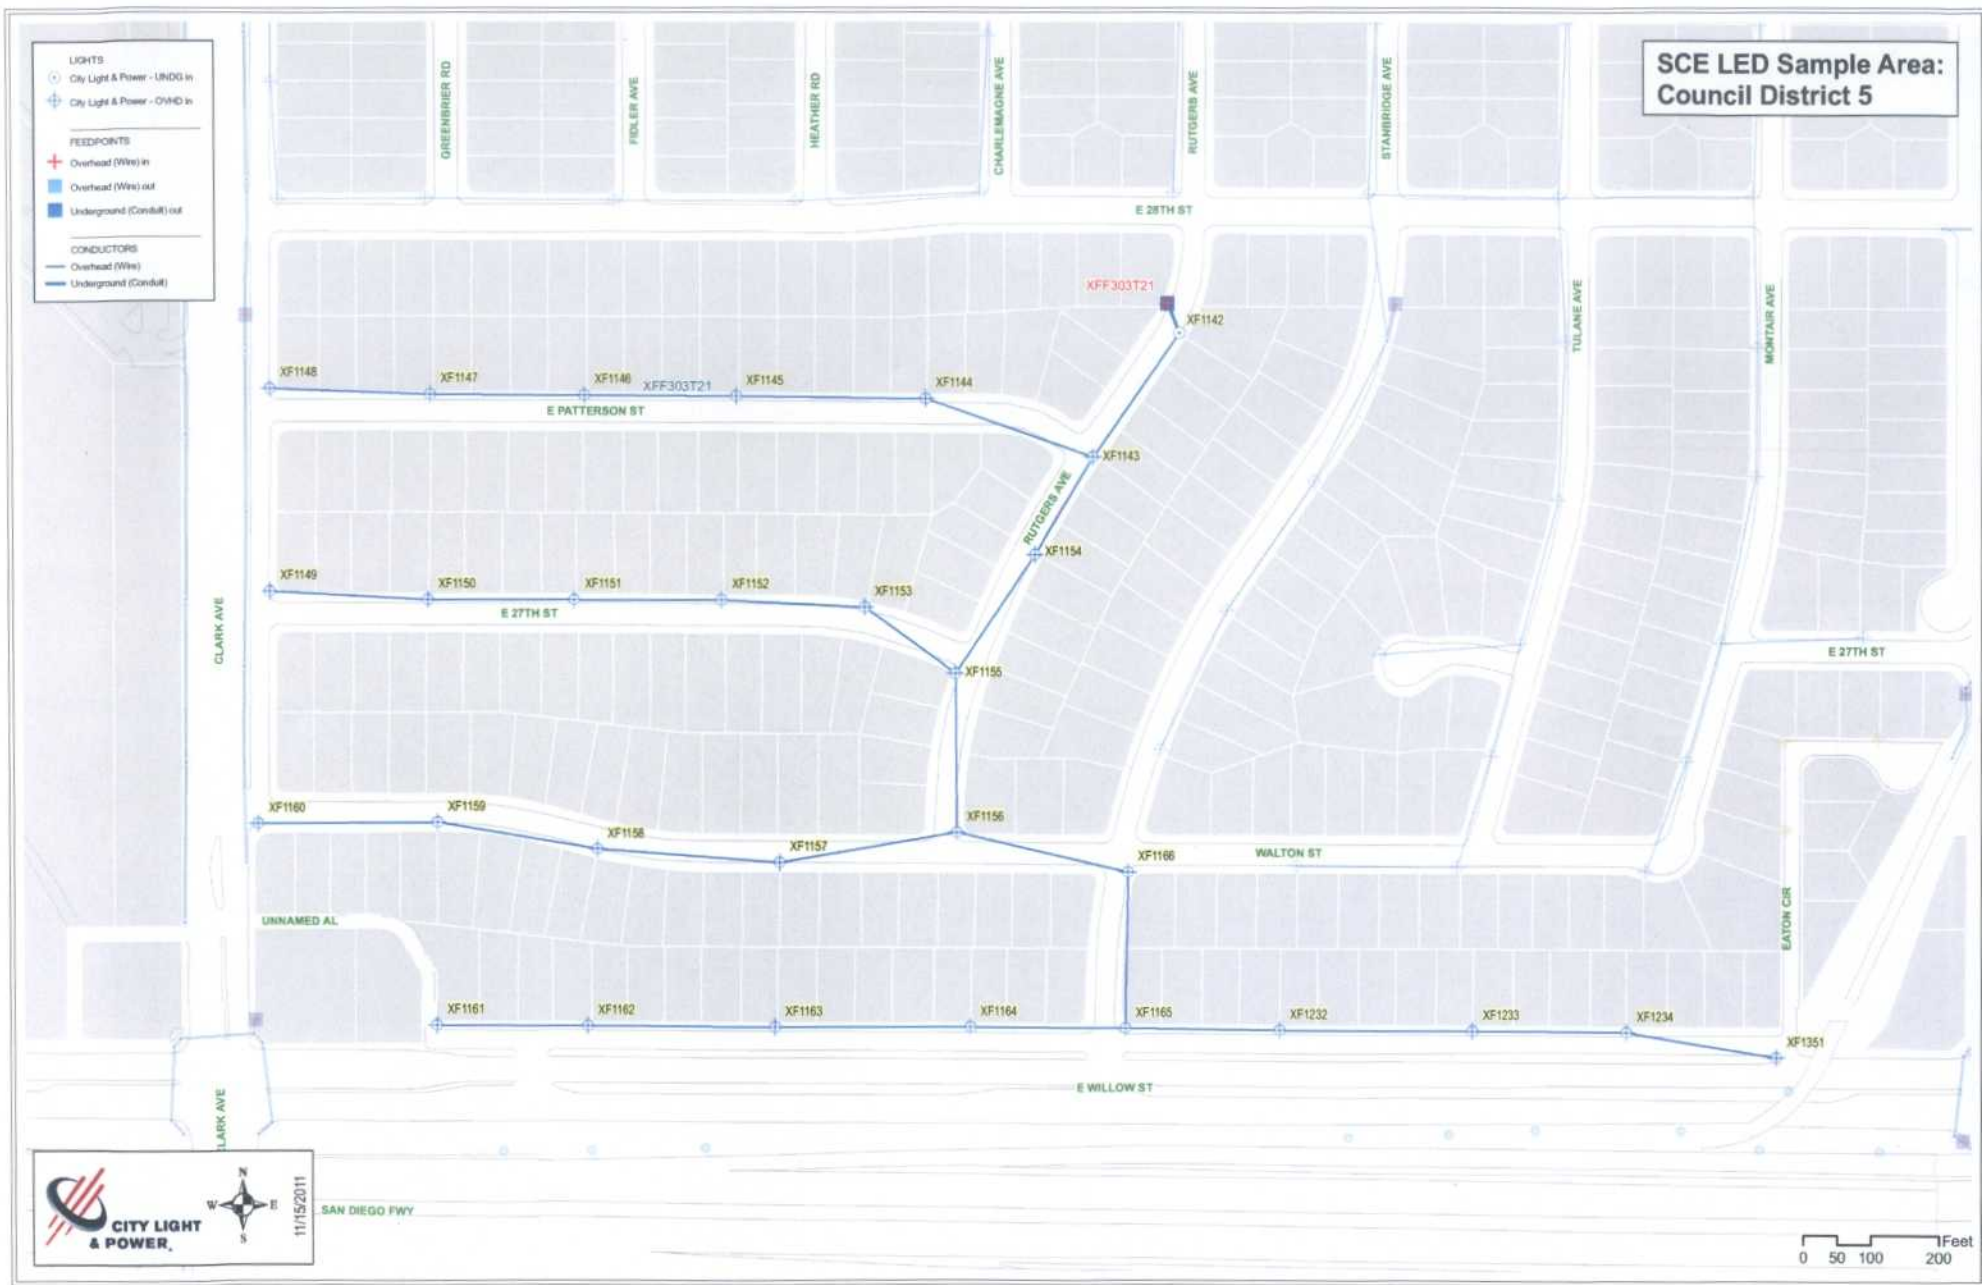 SCE LED Sample Area:
Council District 5
LIGHTS
City Light & Power - UNDG in
City Light & Power - OVHD in
FEEDPOINTS
Overhead (Wire) in
Overhead (Wire) out
Underground (Conduit) out
CONDUCTORS
Overhead (Wire)
Underground (Conduit)
GREENBRIER RD
FIDLER AVE
HEATHER RD
CHARLEMAGNE AVE
RUTGERS AVE
STANBRIDGE AVE
E 28TH ST
XFF303T21
XF1142
TULANE AVE
MONTAIR AVE
XF1148
XF1147
XF1146
XFF303T21
XF1145
XF1144
E PATTERSON ST
XF1143
RUTGERS AVE
XF1154
XF1149
XF1150
XF1151
XF1152
XF1153
E 27TH ST
CLARK AVE
XF1155
E 27TH ST
XF1160
XF1159
XF1158
XF1157
XF1156
XF1166
WALTON ST
UNNAMED AL
EATON CIR
XF1161
XF1162
XF1163
XF1164
XF1165
XF1232
XF1233
XF1234
XF1351
E WILLOW ST
CLARK AVE
SAN DIEGO FWY
CITY LIGHT
& POWER.
N
W E
S
11/15/2011
Feet
0 50 100 200